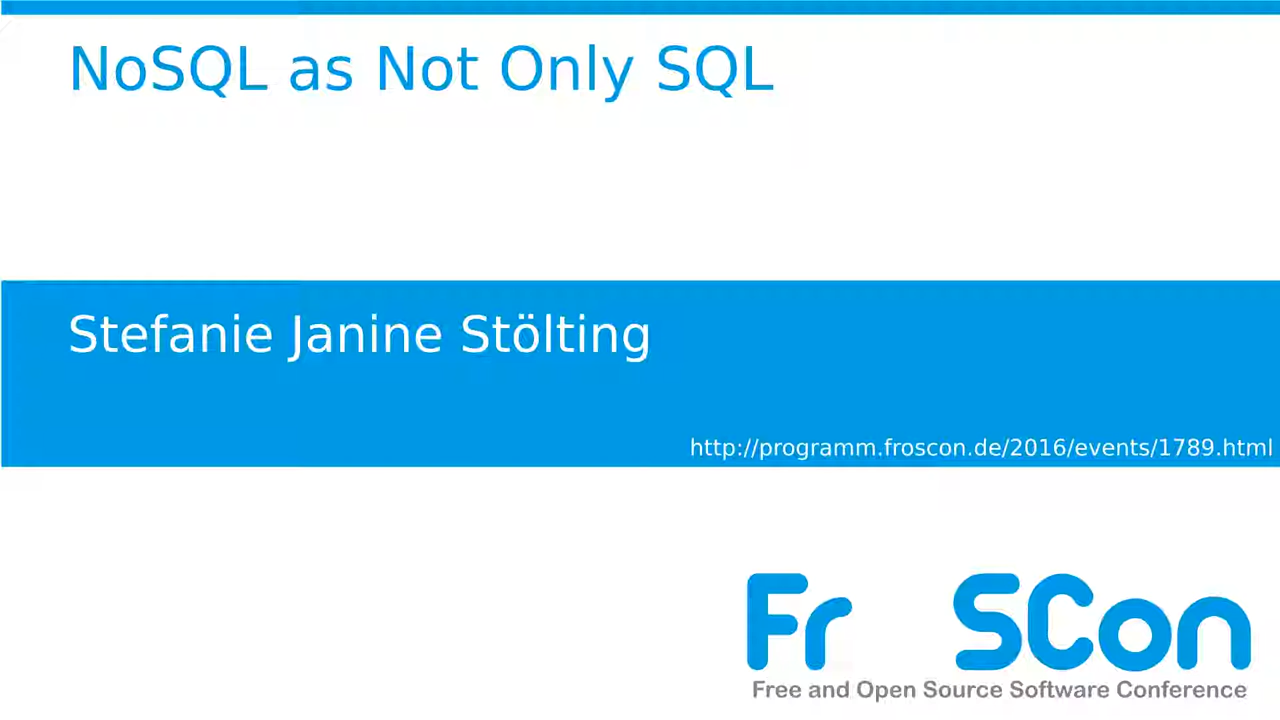 NoSQL as Not Only SQL
Stefanie Janine Stölting
http://programm.froscon.de/2016/events/1789.html
Fr SCon
Free and Open Source Software Conference